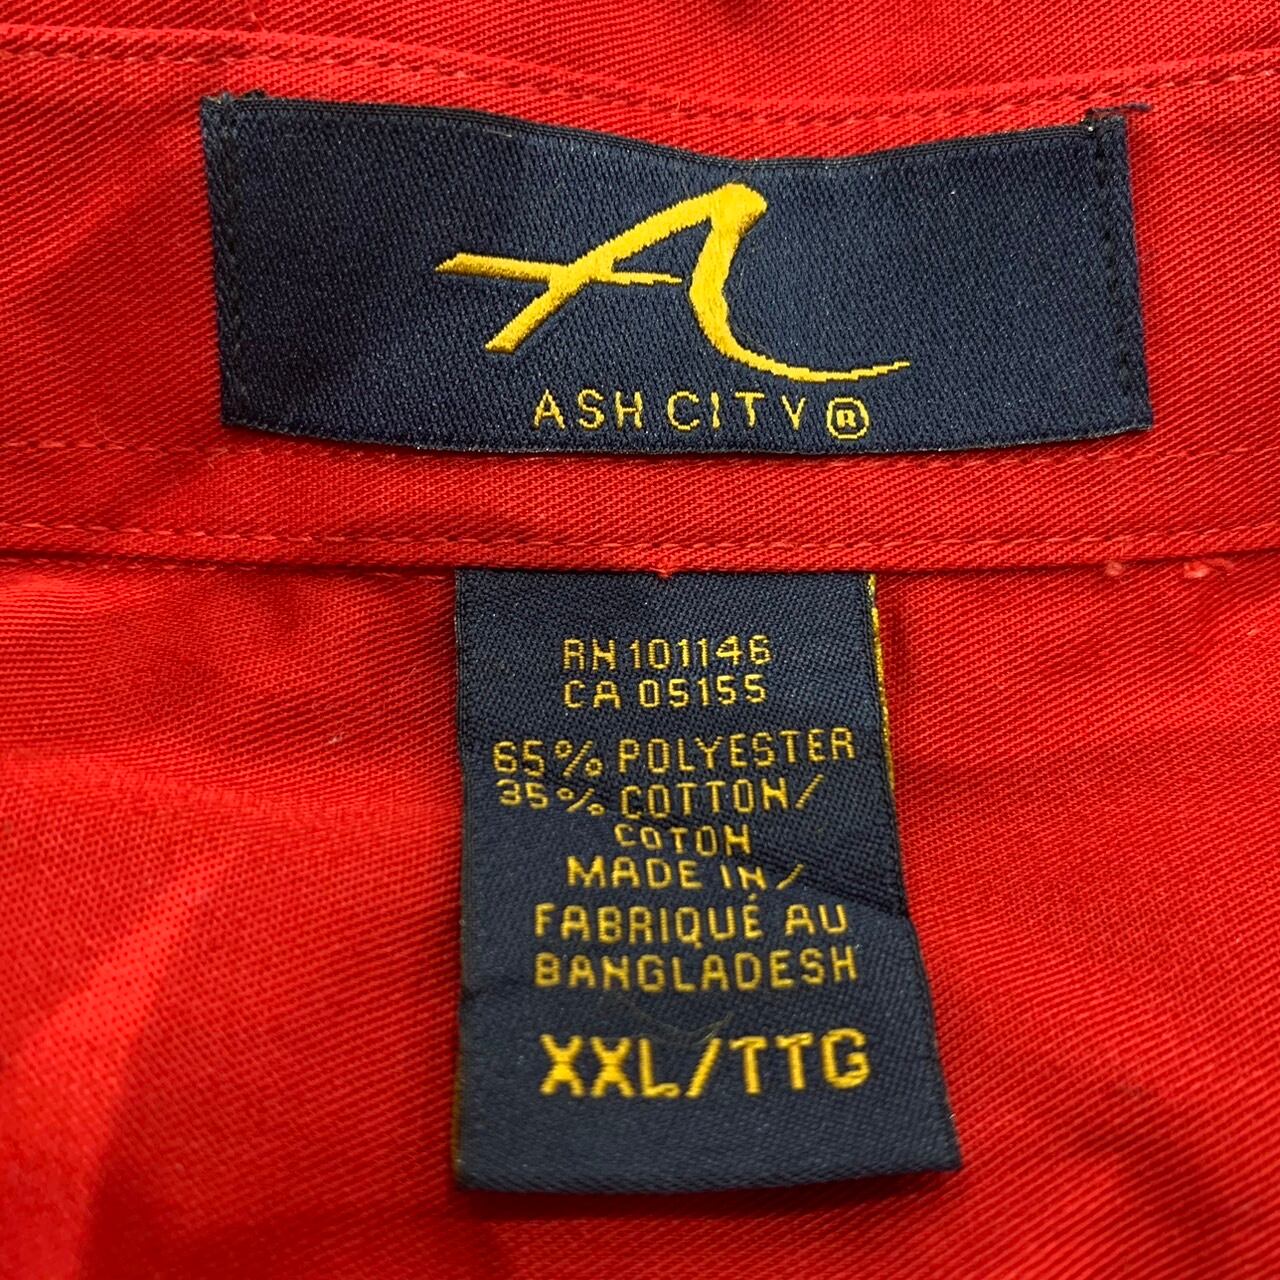 A
ASH CITY®
RN 101146
CA 05155
65% POLYESTER
35% COTTON/
COTON
MADE IN/
FABRIQUÉ AU
BANGLADESH
XXL/TTG